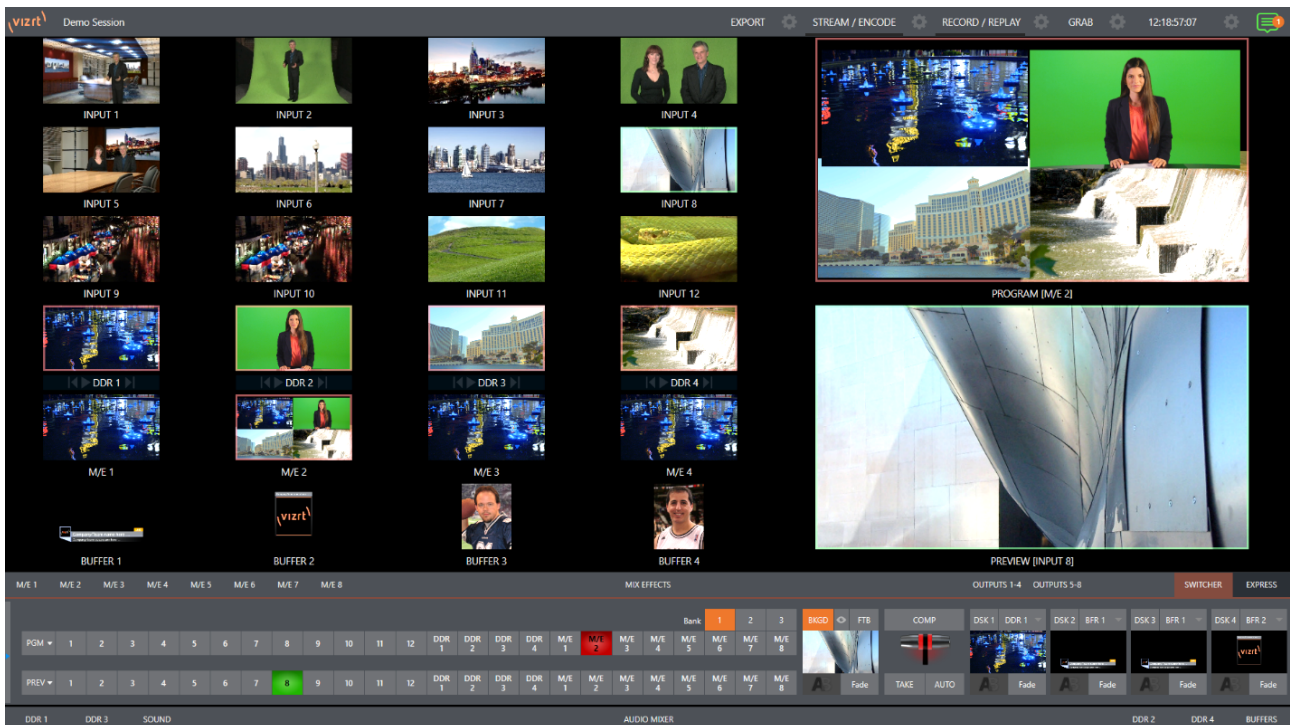 vizrt Demo Session EXPORT STREAM / ENCODE RECORD / REPLAY GRAB 12:18:57:07 1
INPUT 1 INPUT 2 INPUT 3 INPUT 4
INPUT 5 INPUT 6 INPUT 7 INPUT 8
INPUT 9 INPUT 10 INPUT 11 INPUT 12
PROGRAM [M/E 2]
DDR 1 DDR 2 DDR 3 DDR 4
M/E 1 M/E 2 M/E 3 M/E 4
vizrt
BUFFER 1 BUFFER 2 BUFFER 3 BUFFER 4
PREVIEW [INPUT 8]
M/E 1 M/E 2 M/E 3 M/E 4 M/E 5 M/E 6 M/E 7 M/E 8 MIX EFFECTS OUTPUTS 1-4 OUTPUTS 5-8 SWITCHER EXPRESS
Bank 1 2 3 BKGD FTB COMP DSK 1 DDR 1 DSK 2 BFR 1 DSK 3 BFR 1 DSK 4 BFR 2
PGM 1 2 3 4 5 6 7 8 9 10 11 12 DDR 1 DDR 2 DDR 3 DDR 4 M/E 1 M/E 2 M/E 3 M/E 4 M/E 5 M/E 6 M/E 7 M/E 8
vizrt
PREV 1 2 3 4 5 6 7 8 9 10 11 12 DDR 1 DDR 2 DDR 3 DDR 4 M/E 1 M/E 2 M/E 3 M/E 4 M/E 5 M/E 6 M/E 7 M/E 8 Fade TAKE AUTO Fade Fade Fade Fade
DDR 1 DDR 3 SOUND AUDIO MIXER DDR 2 DDR 4 BUFFERS